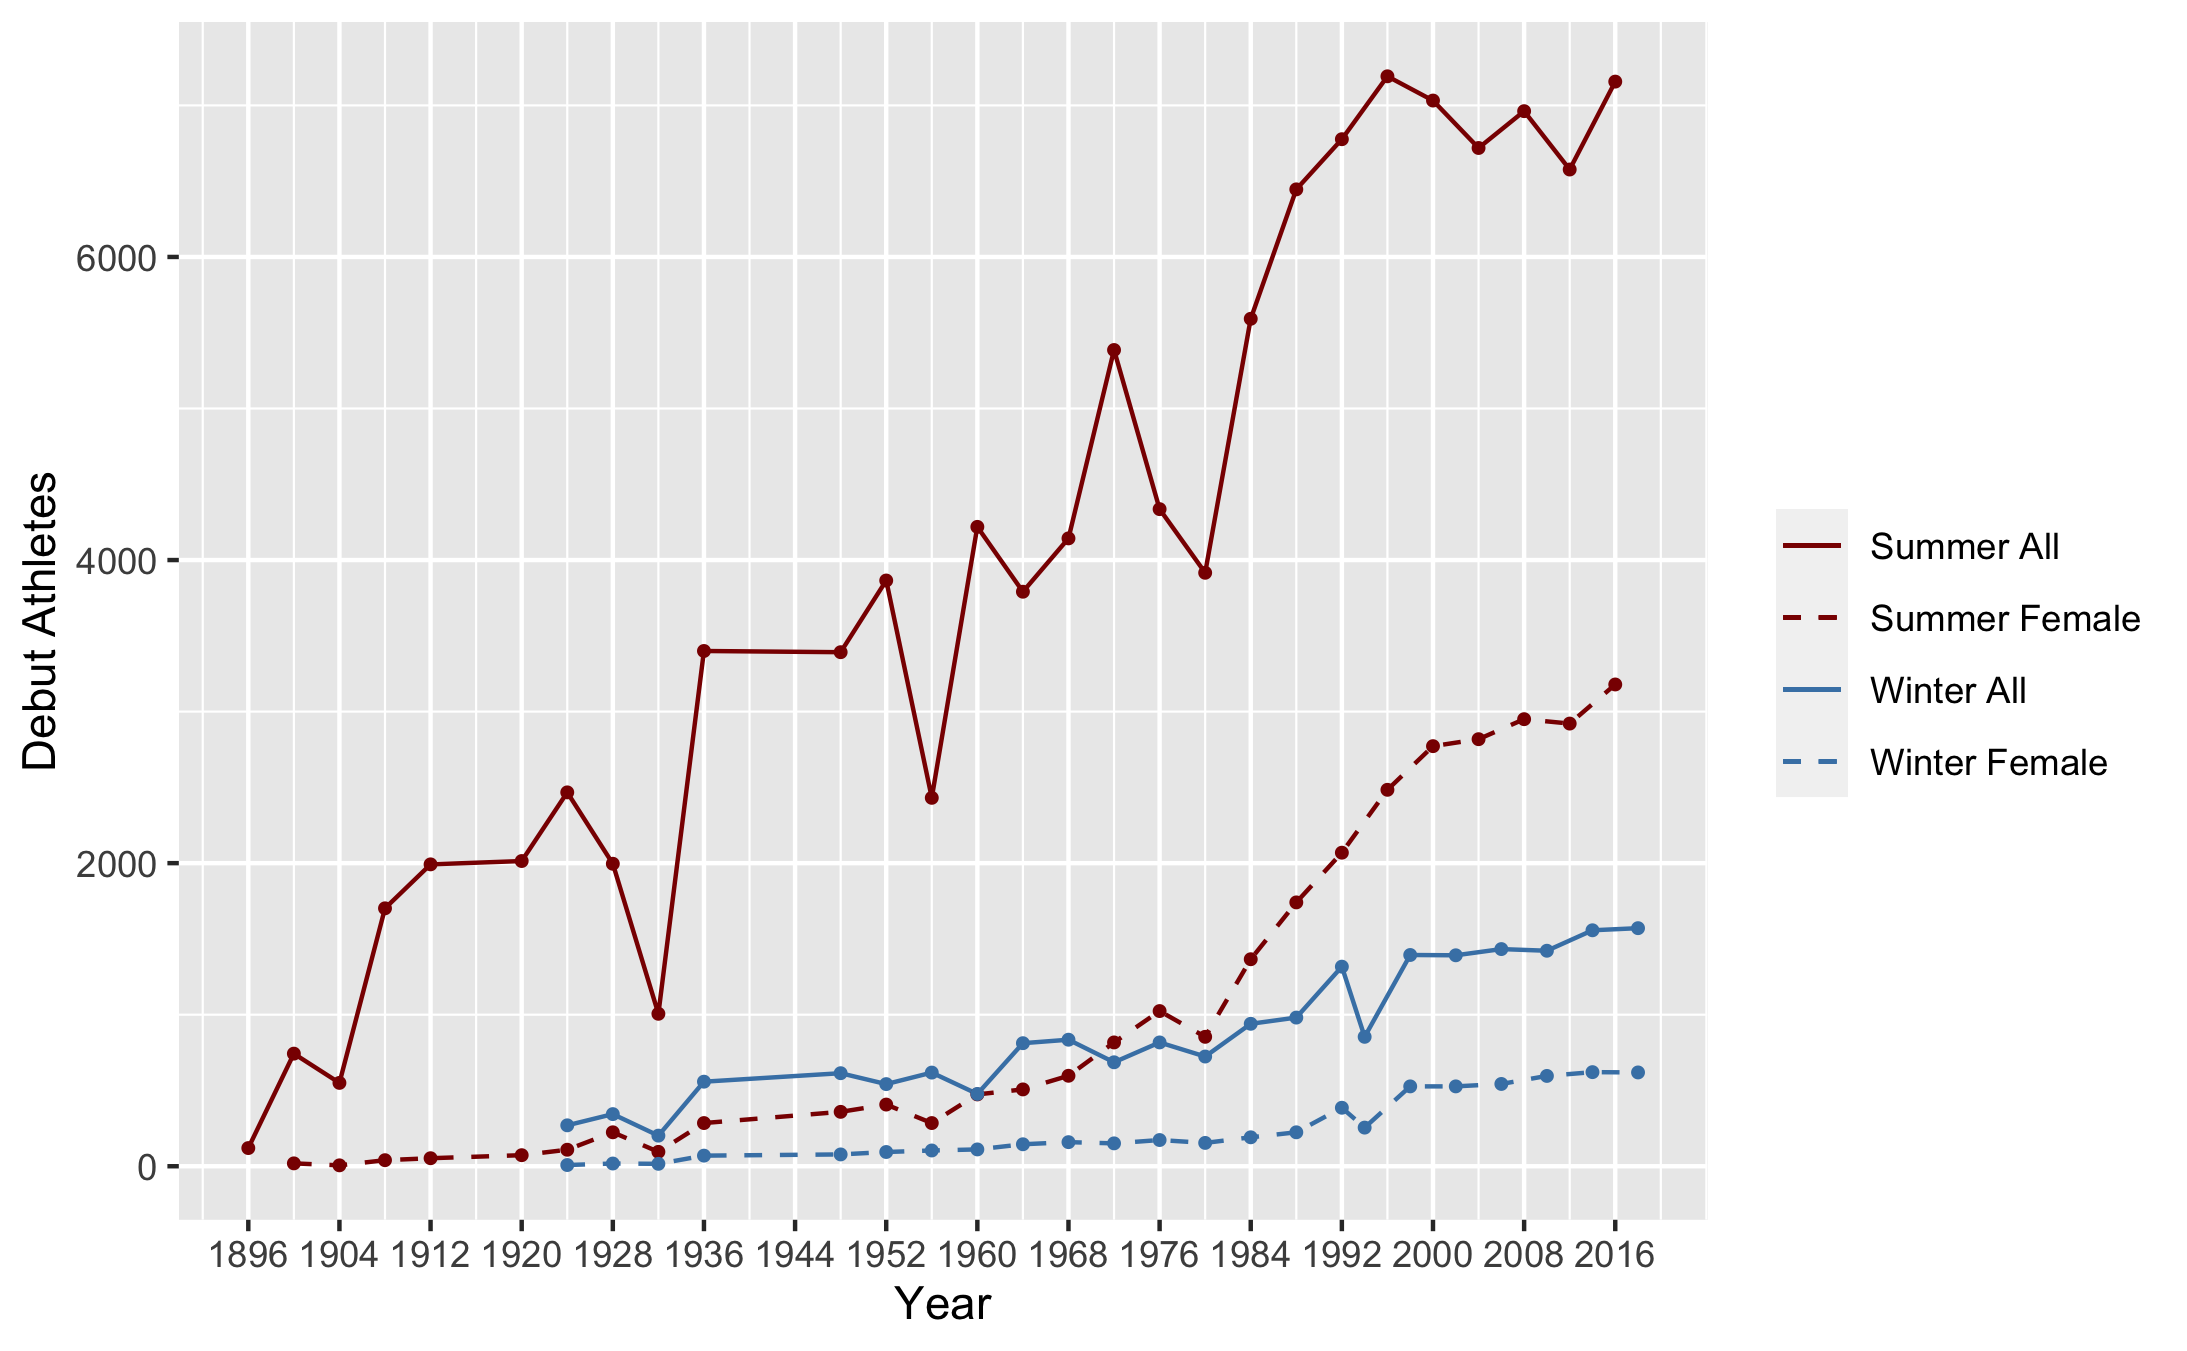 6000
4000
2000
0
Debut Athletes
1896 1904 1912 1920 1928 1936 1944 1952 1960 1968 1976 1984 1992 2000 2008 2016
Year
Summer All
Summer Female
Winter All
Winter Female